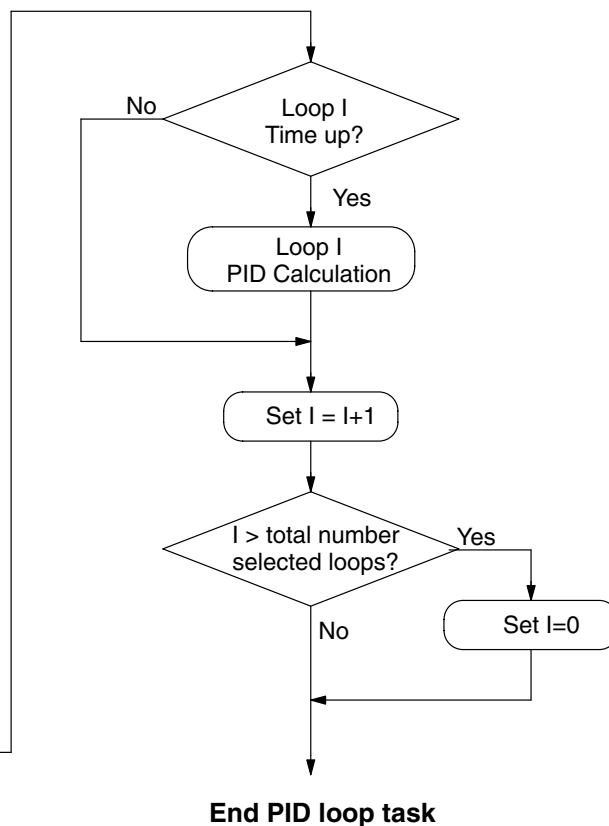 No
Loop I
Time up?
Yes
Loop I
PID Calculation
Set I = I+1
I > total number
selected loops?
Yes
No
Set I=0
End PID loop task